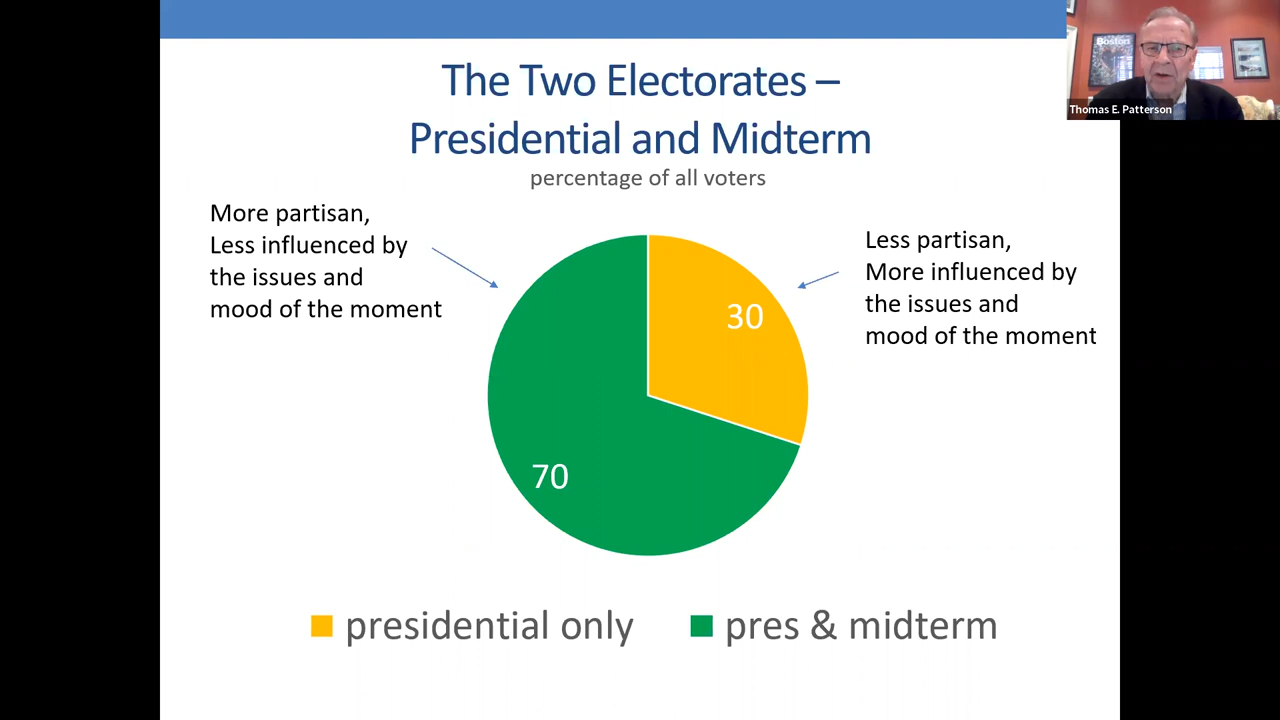 The Two Electorates –
Presidential and Midterm
percentage of all voters
More partisan,
Less influenced by
the issues and
mood of the moment
Less partisan,
More influenced by
the issues and
mood of the moment
30
70
presidential only
pres & midterm
Boston
Thomas E. Patterson